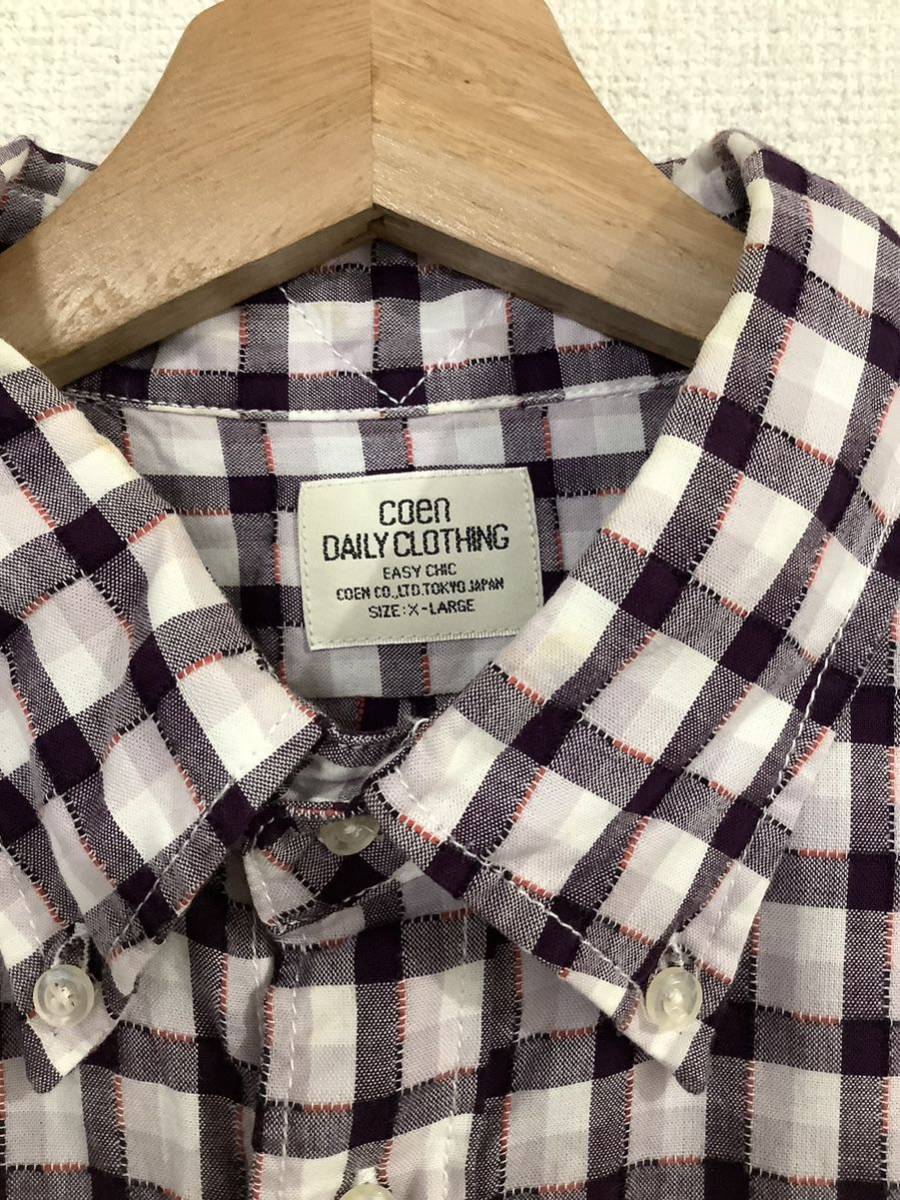 coen
DAILY CLOTHING
EASY CHIC
COEN CO.,LTD.TOKYO.JAPAN
SIZE:X-LARGE